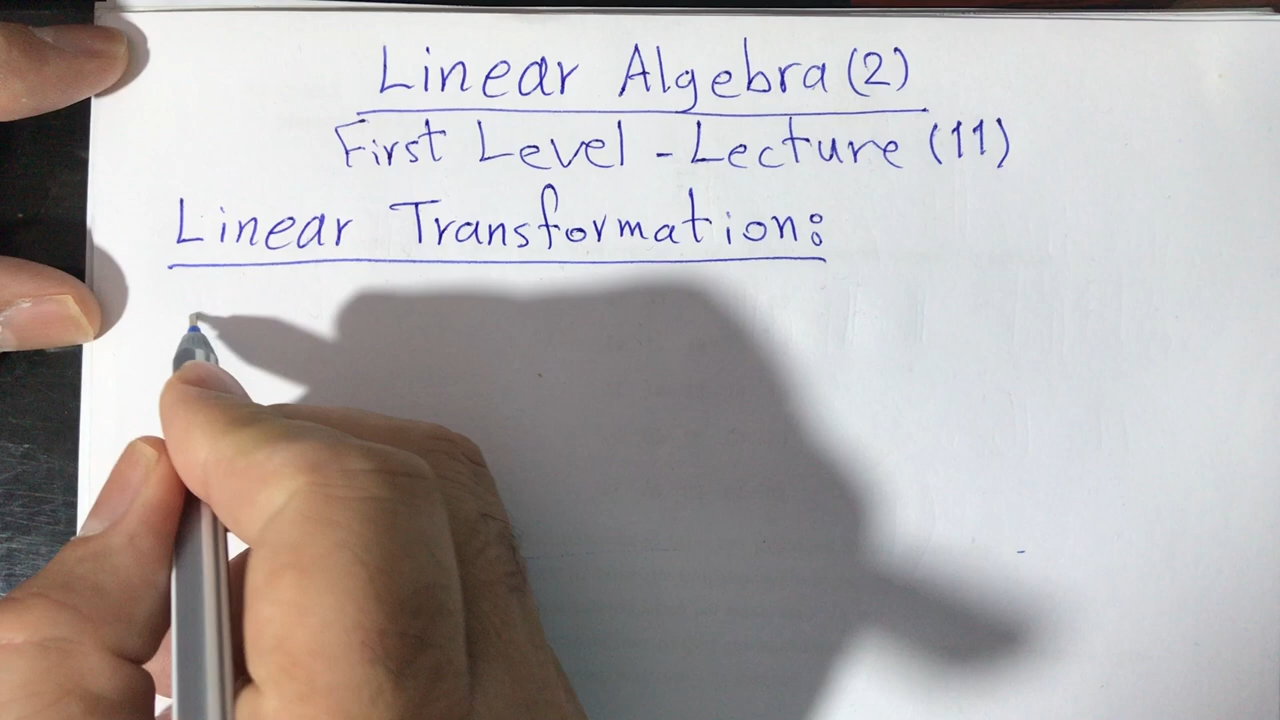 Linear Algebra (2)
First Level - Lecture (11)
Linear Transformation: